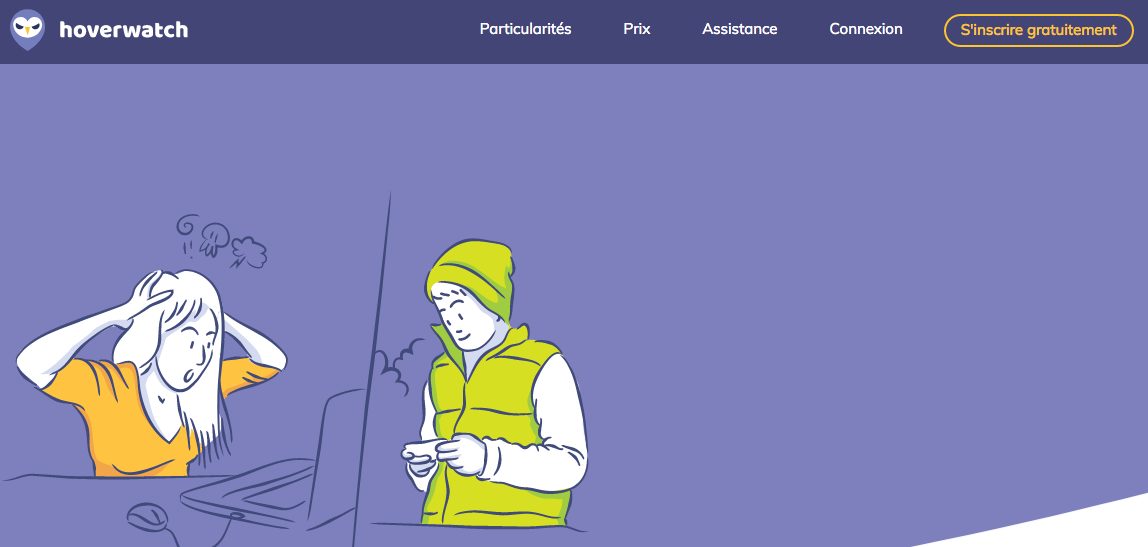 hoverwatch
Particularités
Prix
Assistance
Connexion
S'inscrire gratuitement